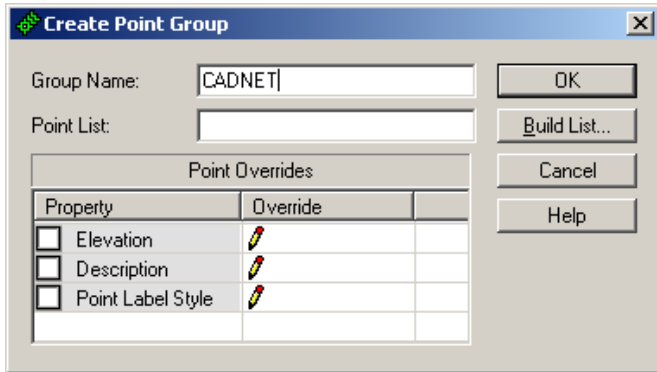 Create Point Group
Group Name: CADNET OK
Point List: Build List...
Point Overrides Cancel
Property Override Help
Elevation
Description
Point Label Style